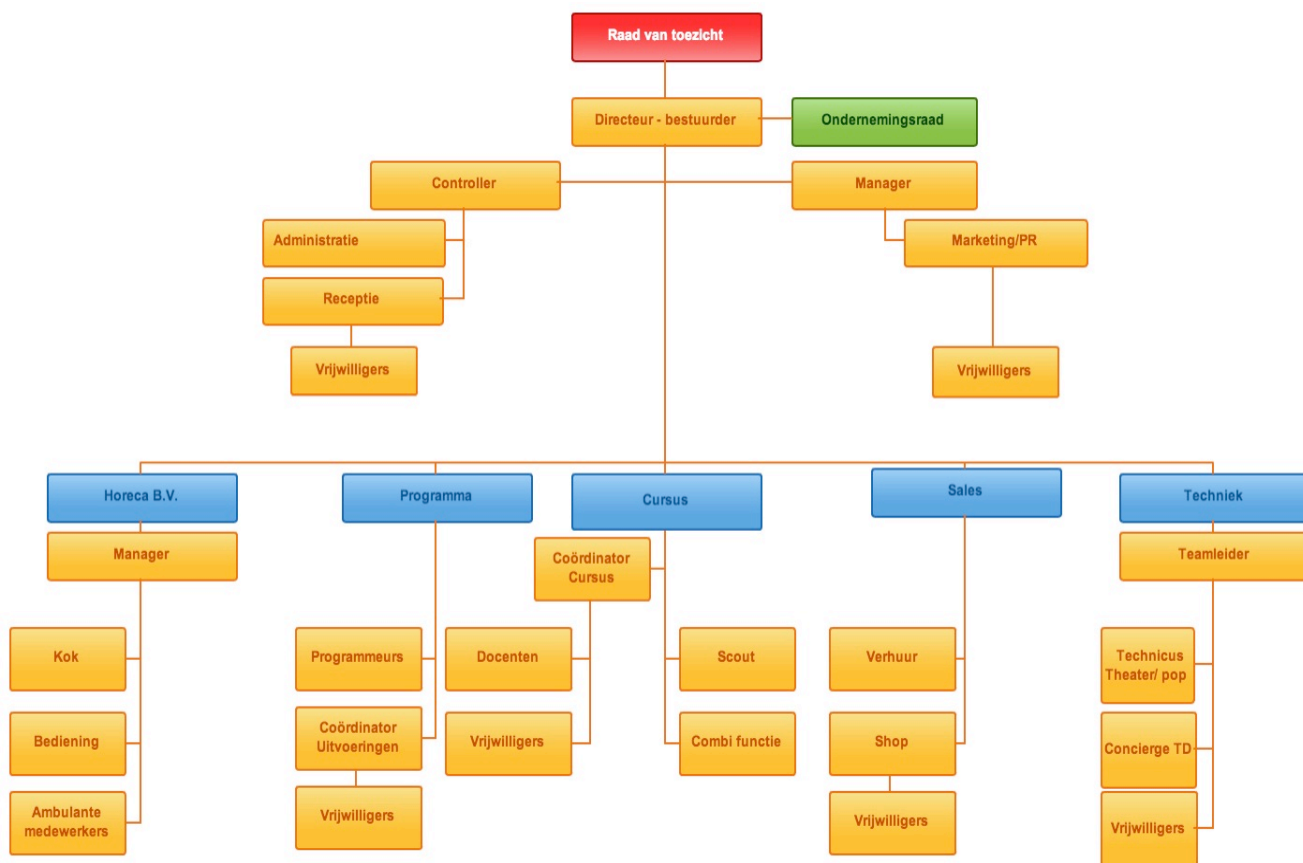 Raad van toezicht
Directeur - bestuurder
Ondernemingsraad
Controller
Manager
Administratie
Marketing/PR
Receptie
Vrijwilligers
Vrijwilligers
Horeca B.V.
Programma
Cursus
Sales
Techniek
Manager
Coördinator
Cursus
Teamleider
Kok
Programmeurs
Docenten
Scout
Verhuur
Technicus
Theater/ pop
Bediening
Coördinator
Uitvoeringen
Vrijwilligers
Combi functie
Shop
Concierge TD
Ambulante
medewerkers
Vrijwilligers
Vrijwilligers
Vrijwilligers